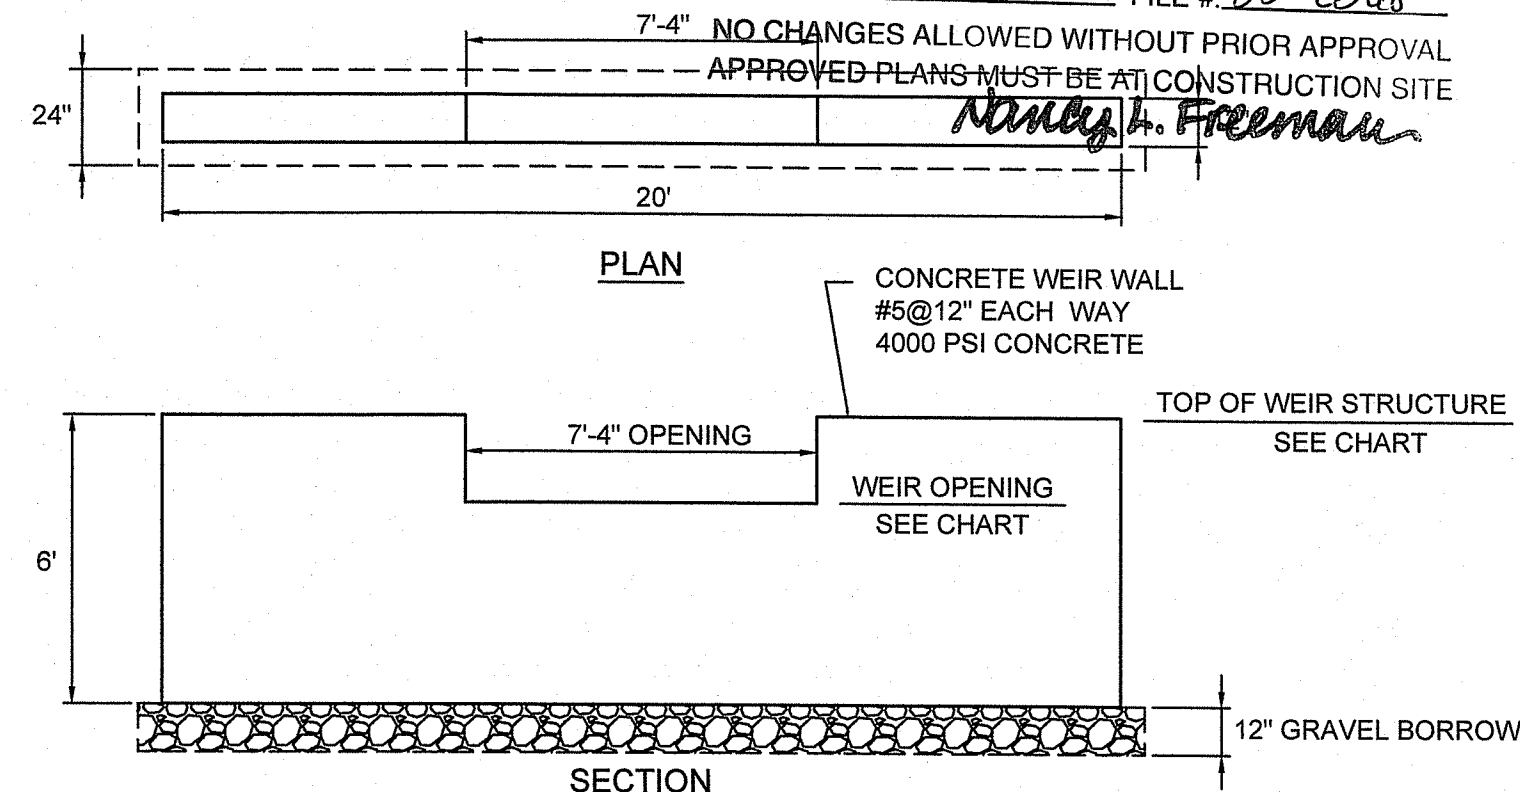 FILE #:
7'-4" NO CHANGES ALLOWED WITHOUT PRIOR APPROVAL
APPROVED PLANS MUST BE AT CONSTRUCTION SITE
24"
Nancy L. Freeman
20'
PLAN
CONCRETE WEIR WALL
#5@12" EACH WAY
4000 PSI CONCRETE
TOP OF WEIR STRUCTURE
SEE CHART
7'-4" OPENING
WEIR OPENING
SEE CHART
6'
12" GRAVEL BORROW
SECTION